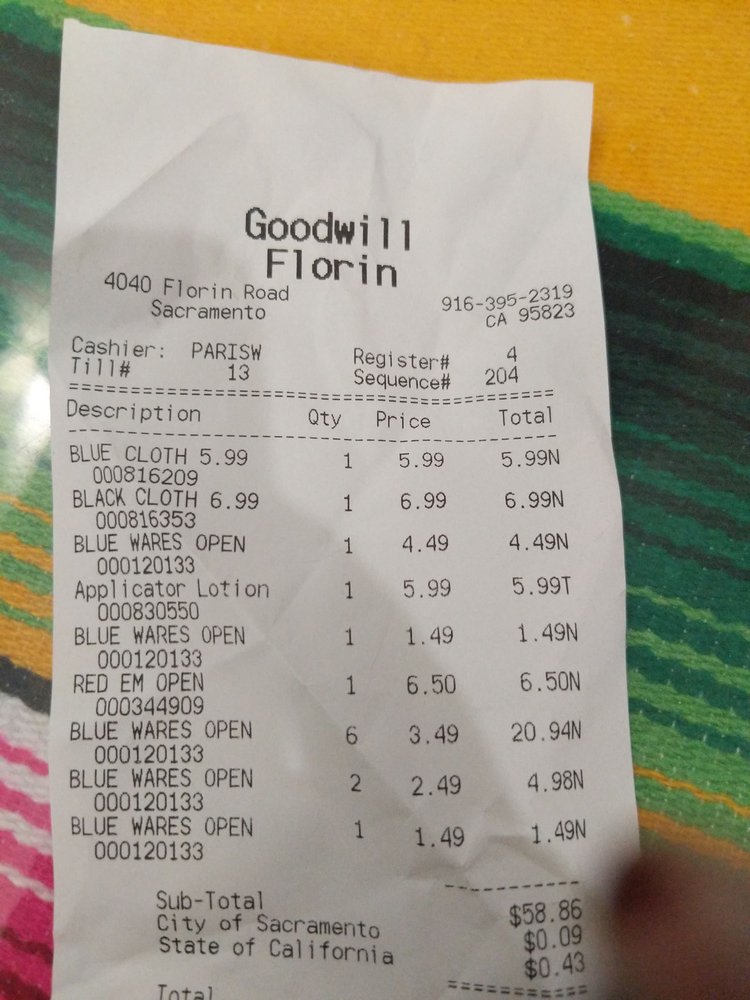 Goodwill
Florin
4040 Florin Road 916-395-2319
Sacramento CA 95823
Cashier: PARISW Register# 4
Till# 13 Sequence# 204
Description Qty Price Total
BLUE CLOTH 5.99 1 5.99 5.99N
000816209
BLACK CLOTH 6.99 1 6.99 6.99N
000816353
BLUE WARES OPEN 1 4.49 4.49N
000120133
Applicator Lotion 1 5.99 5.99T
000830550
BLUE WARES OPEN 1 1.49 1.49N
000120133
RED EM OPEN 1 6.50 6.50N
000344909
BLUE WARES OPEN 6 3.49 20.94N
000120133
BLUE WARES OPEN 2 2.49 4.98N
000120133
BLUE WARES OPEN 1 1.49 1.49N
000120133
Sub-Total $58.86
City of Sacramento $0.09
State of California $0.43
Total